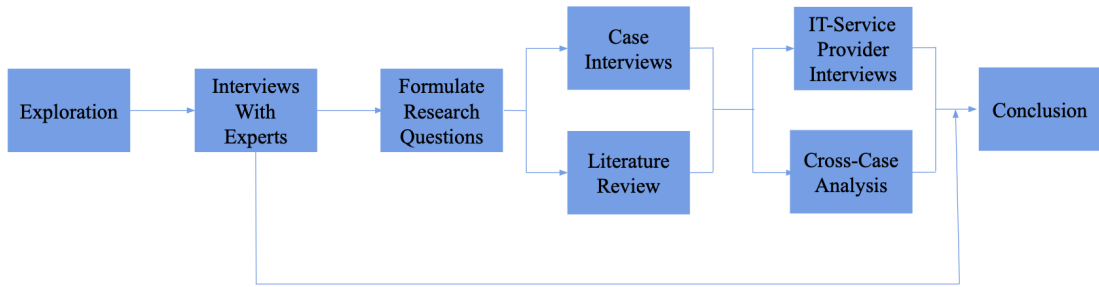 Exploration
Interviews
With
Experts
Formulate
Research
Questions
Case
Interviews
Literature
Review
IT-Service
Provider
Interviews
Cross-Case
Analysis
Conclusion